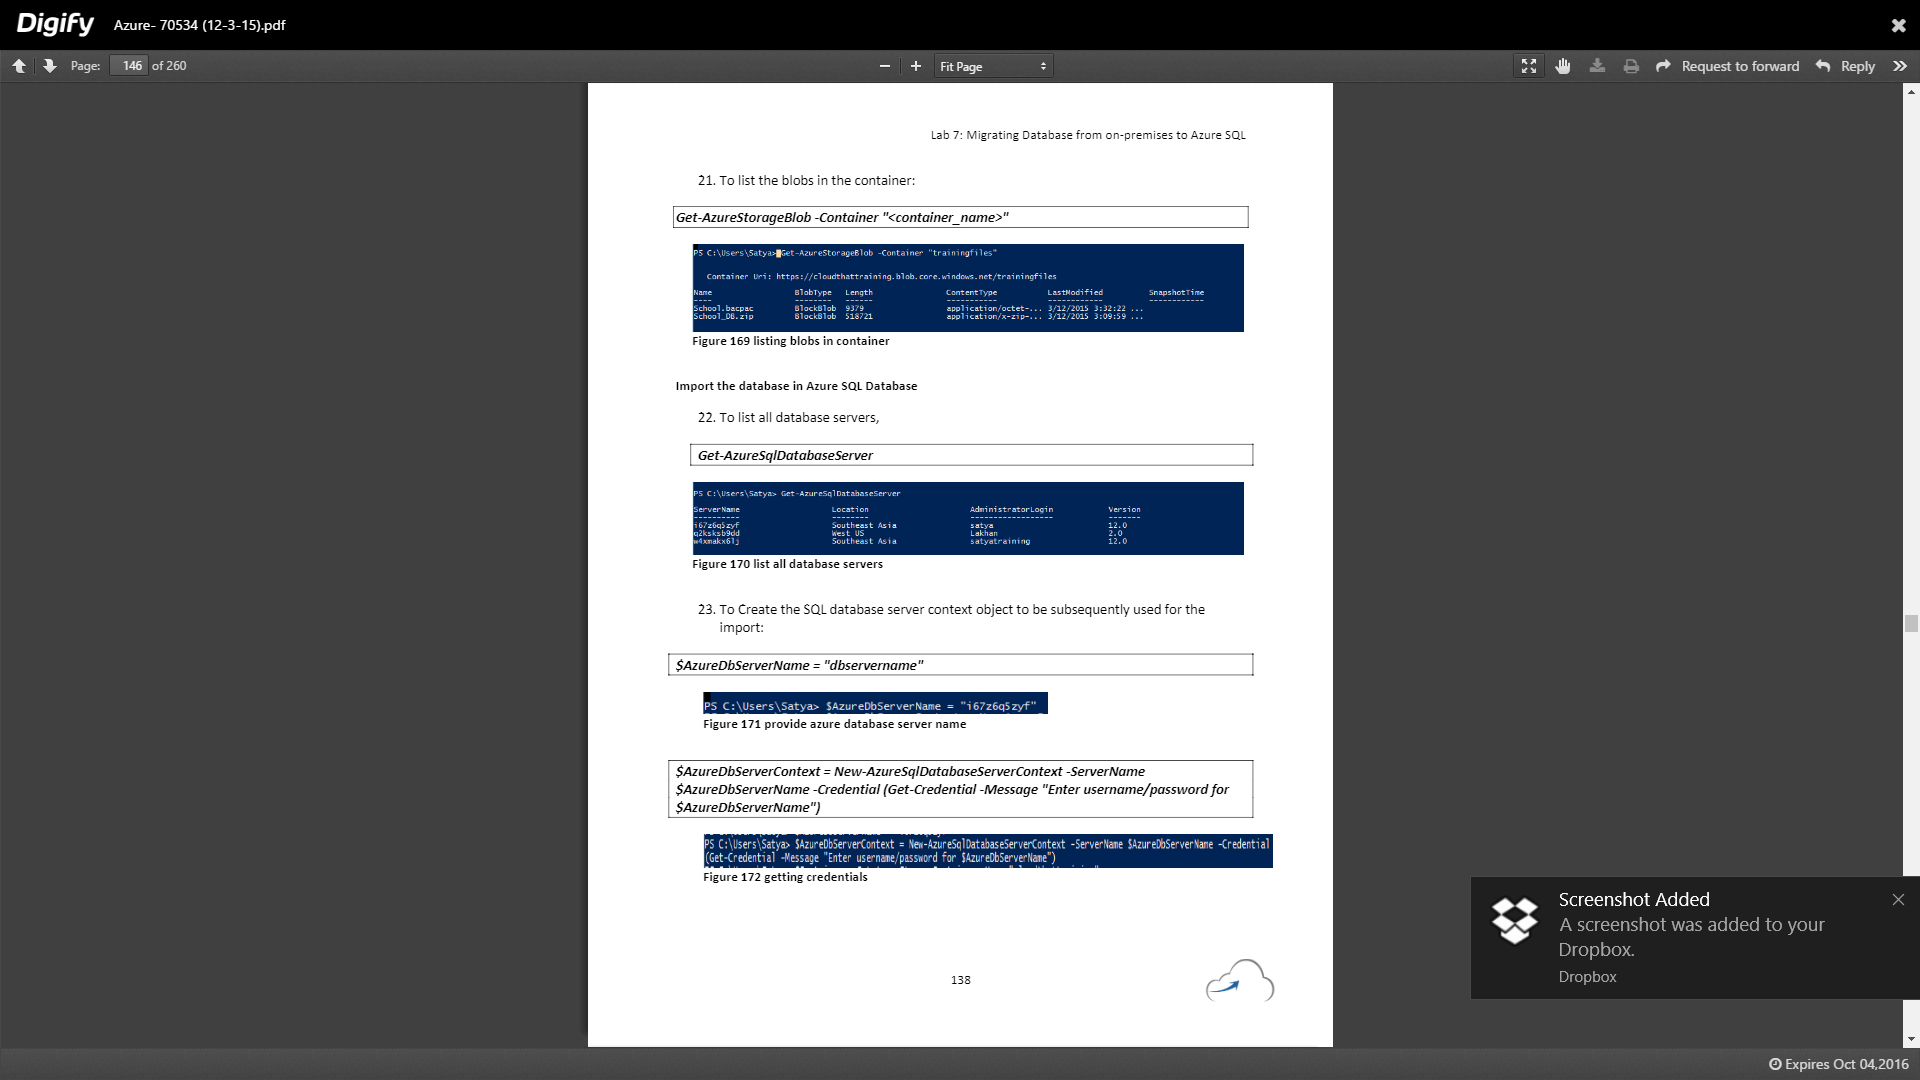 Digify Azure- 70534 (12-3-15).pdf
Page: 146 of 260 Fit Page Request to forward Reply
Lab 7: Migrating Database from on-premises to Azure SQL
21. To list the blobs in the container:
Get-AzureStorageBlob -Container "<container_name>"
PS C:\Users\Satya> Get-AzureStorageBlob -Container "trainingfiles"
Container Uri: https://cloudthattraining.blob.core.windows.net/trainingfiles
Name BlobType Length ContentType LastModified SnapshotTime
---- -------- ------ ----------- ------------ ------------
School.bacpac BlockBlob 9379 application/octet-... 3/12/2015 3:32:22 ...
School_DB.zip BlockBlob 518721 application/x-zip-... 3/12/2015 3:09:59 ...
Figure 169 listing blobs in container
Import the database in Azure SQL Database
22. To list all database servers,
Get-AzureSqlDatabaseServer
PS C:\Users\Satya> Get-AzureSqlDatabaseServer
ServerName Location AdministratorLogin Version
---------- -------- ------------------ -------
i67z6q5zyf Southeast Asia satya 12.0
q2ksksb9dd West US Lakhan 2.0
w4xmakx6lj Southeast Asia satyatraining 12.0
Figure 170 list all database servers
23. To Create the SQL database server context object to be subsequently used for the
import:
$AzureDbServerName = "dbservername"
PS C:\Users\Satya> $AzureDbServerName = "i67z6q5zyf"
Figure 171 provide azure database server name
$AzureDbServerContext = New-AzureSqlDatabaseServerContext -ServerName
$AzureDbServerName -Credential (Get-Credential -Message "Enter username/password for
$AzureDbServerName")
PS C:\Users\Satya> $AzureDbServerContext = New-AzureSqlDatabaseServerContext -ServerName $AzureDbServerName -Credential
(Get-Credential -Message "Enter username/password for $AzureDbServerName")
Figure 172 getting credentials
138
Screenshot Added
A screenshot was added to your
Dropbox.
Dropbox
Expires Oct 04,2016